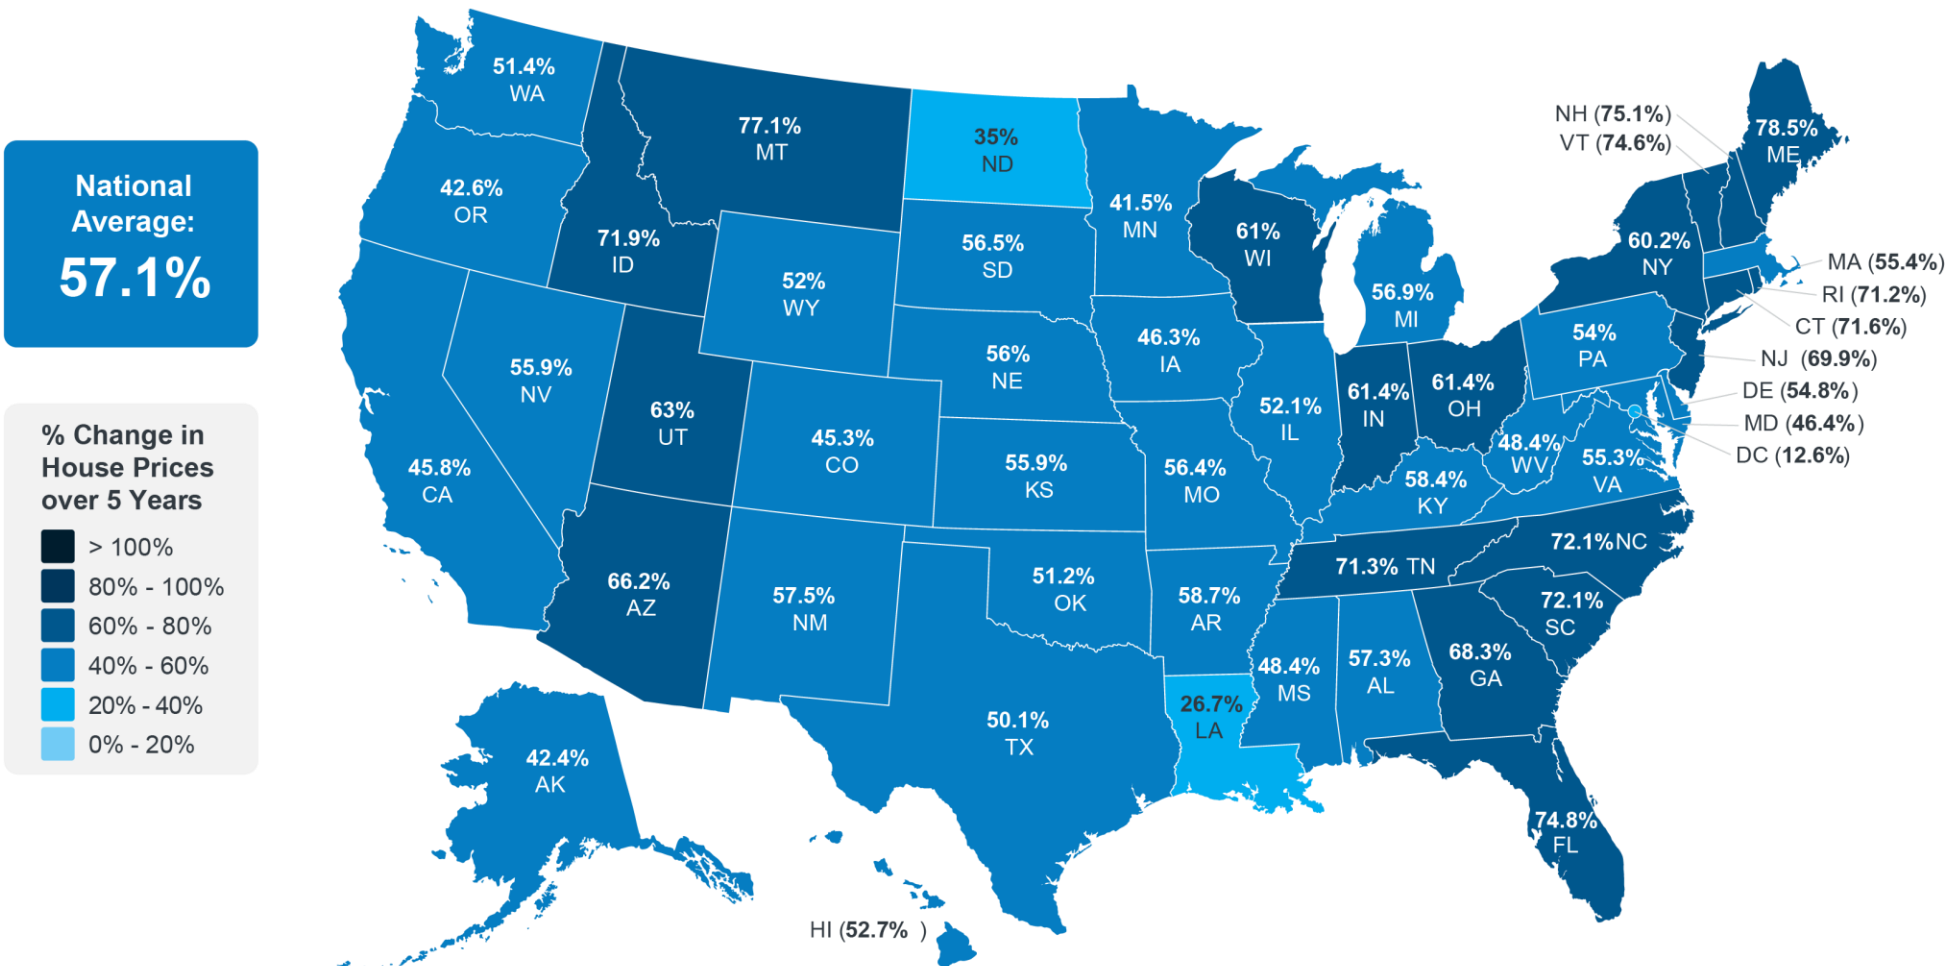 National
Average:
57.1%
% Change in
House Prices
over 5 Years
> 100%
80% - 100%
60% - 80%
40% - 60%
20% - 40%
0% - 20%
51.4%
WA
42.6%
OR
45.8%
CA
55.9%
NV
71.9%
ID
77.1%
MT
52%
WY
63%
UT
45.3%
CO
66.2%
AZ
57.5%
NM
35%
ND
56.5%
SD
56%
NE
55.9%
KS
51.2%
OK
50.1%
TX
41.5%
MN
46.3%
IA
56.4%
MO
58.7%
AR
26.7%
LA
61%
WI
52.1%
IL
56.9%
MI
61.4%
IN
61.4%
OH
58.4%
KY
71.3% TN
48.4%
MS
57.3%
AL
68.3%
GA
74.8%
FL
72.1%
SC
72.1%NC
55.3%
VA
48.4%
WV
54%
PA
60.2%
NY
78.5%
ME
NH (75.1%)
VT (74.6%)
MA (55.4%)
RI (71.2%)
CT (71.6%)
NJ (69.9%)
DE (54.8%)
MD (46.4%)
DC (12.6%)
42.4%
AK
HI (52.7% )